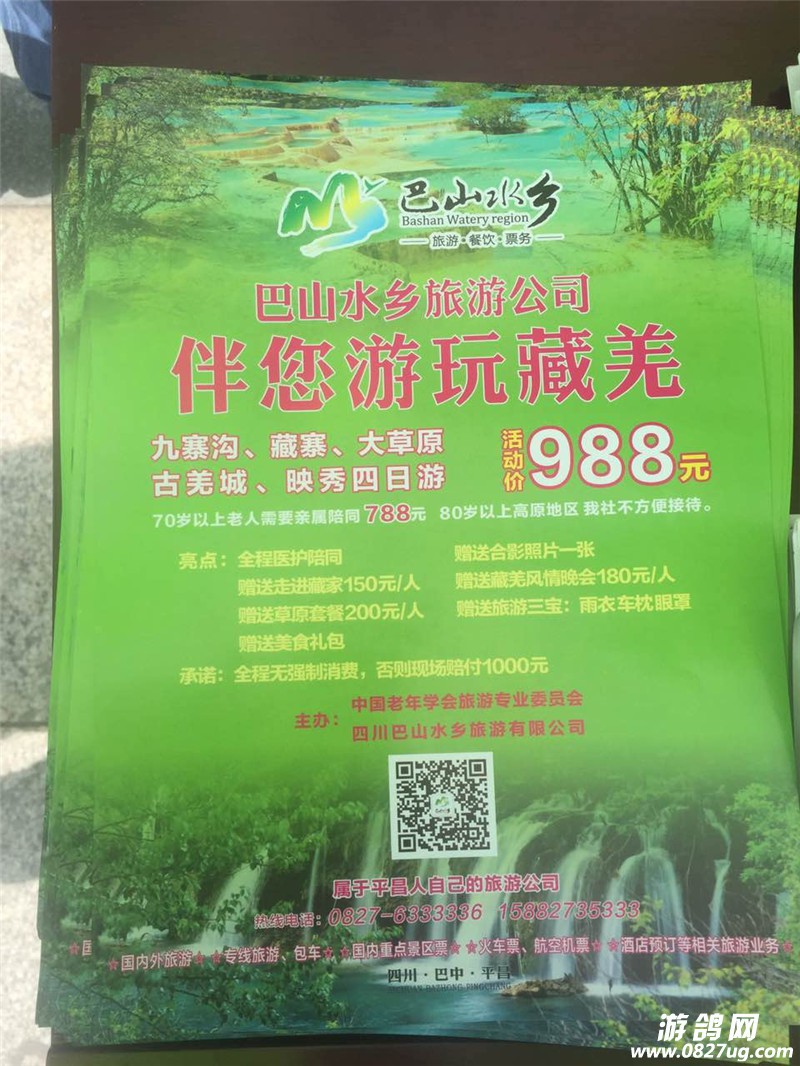 巴山水乡
Bashan Watery region
旅游·餐饮·票务
巴山水乡旅游公司
伴您游玩藏羌
九寨沟、藏寨、大草原
古羌城、映秀四日游
活动价988元
70岁以上老人需要亲属陪同788元 80岁以上高原地区 我社不方便接待。
亮点：全程医护陪同 赠送合影照片一张
赠送走进藏家150元/人 赠送藏羌风情晚会180元/人
赠送草原套餐200元/人 赠送旅游三宝：雨衣车枕眼罩
赠送美食礼包
承诺：全程无强制消费，否则现场赔付1000元
主办：中国老年学会旅游专业委员会
四川巴山水乡旅游有限公司
属于平昌人自己的旅游公司
热线电话：0827-6333336 15882735333
☆国内外旅游☆☆专线旅游、包车☆☆国内重点景区票☆☆火车票、航空机票☆☆酒店预订等相关旅游业务☆
四川·巴中·平昌
游鸽网
www.0827ug.com